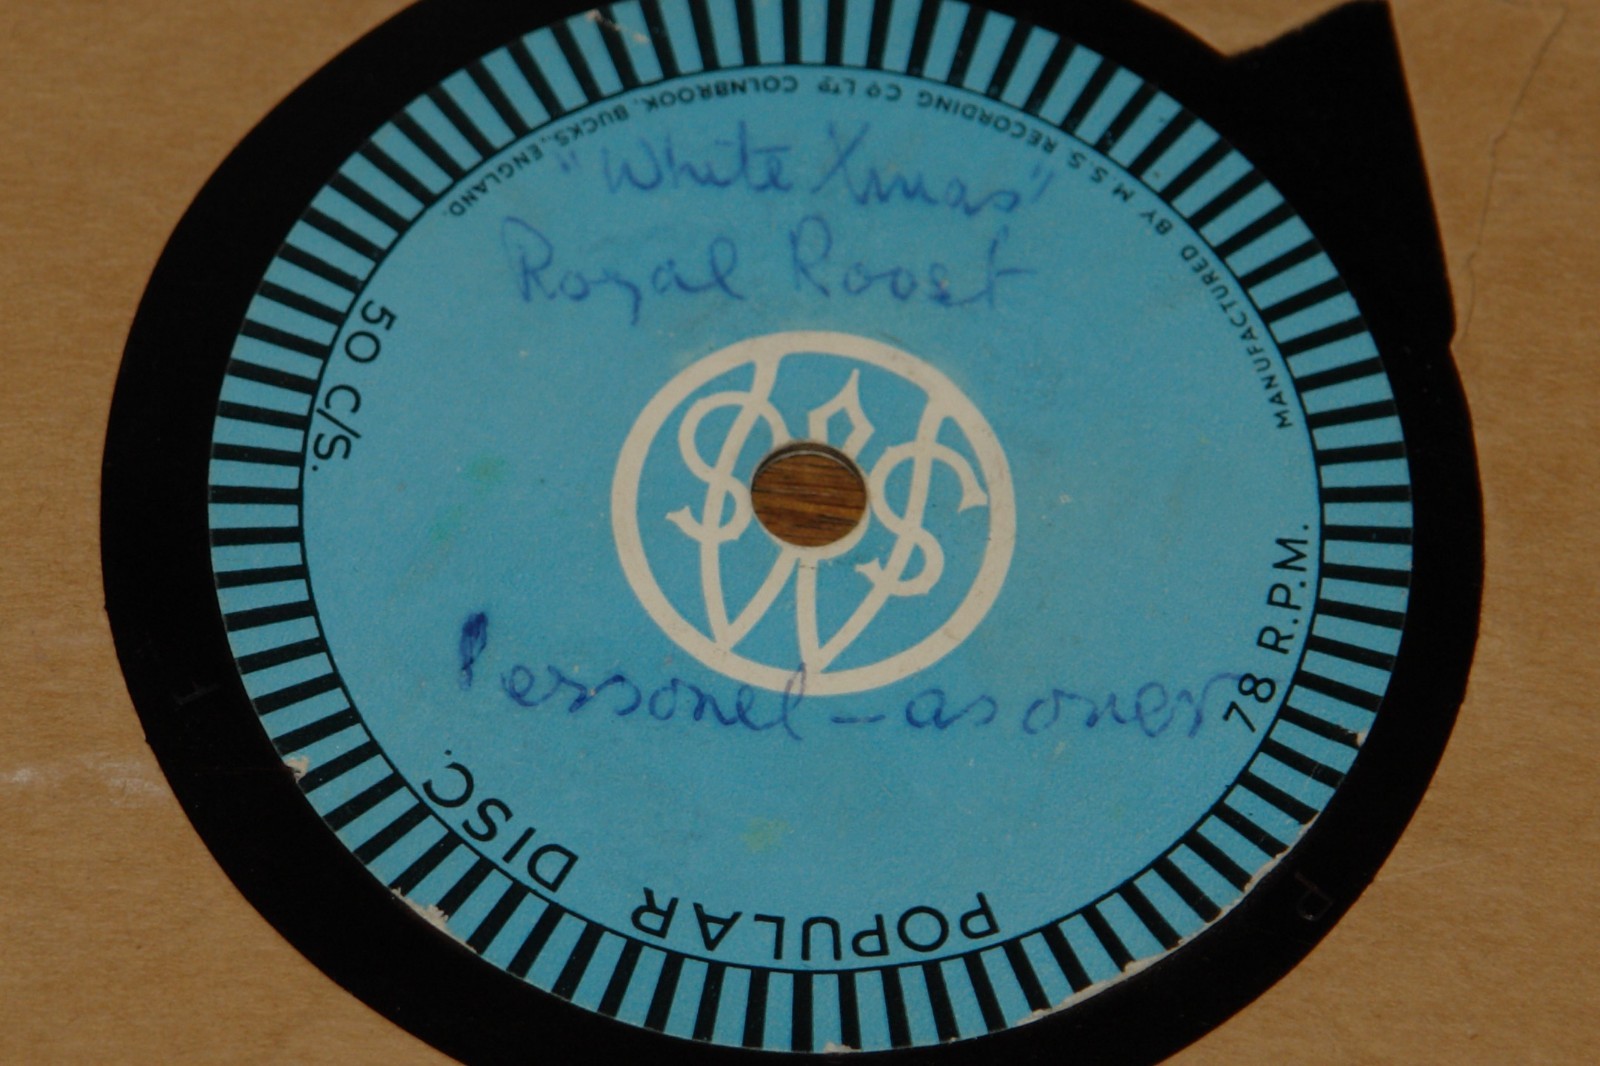 "White Xmas"
Royal Roost
Personel - as over
POPULAR DISC.
78 R.P.M.
50 C/S.
MANUFACTURED BY M.S.S RECORDING CO LTD COLNBROOK, BUCKS, ENGLAND.